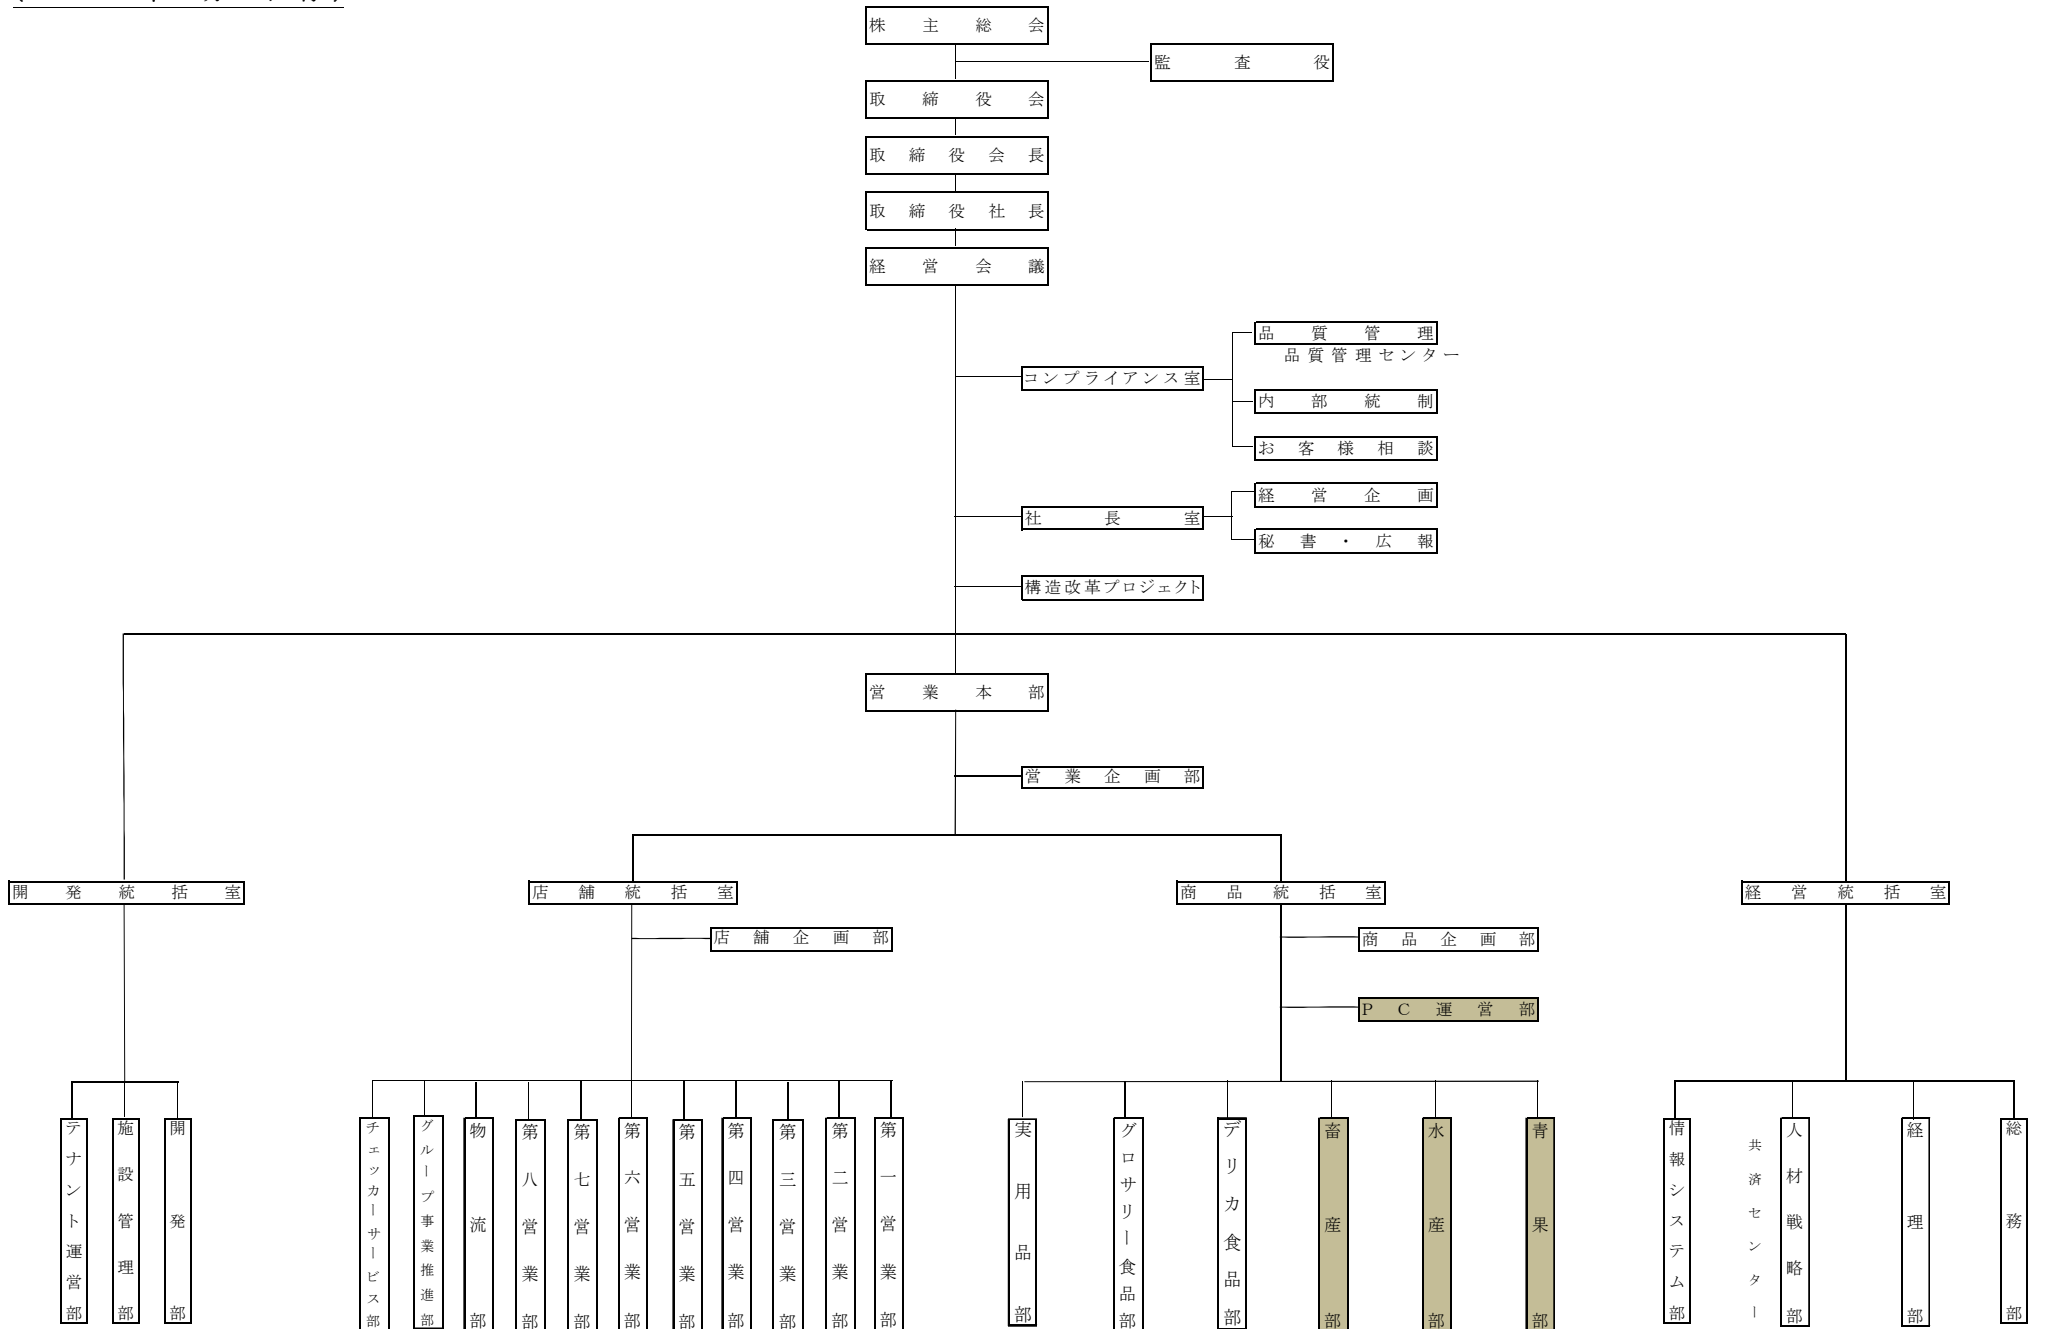 株主総会
監査役
取締役会
取締役会長
取締役社長
経営会議
品質管理
品質管理センター
コンプライアンス室
内部統制
お客様相談
経営企画
社長室
秘書・広報
構造改革プロジェクト
営業本部
営業企画部
開発統括室
店舗統括室
商品統括室
経営統括室
店舗企画部
商品企画部
PC運営部
テナント運営部
施設管理部
開発部
チェッカーサービス部
グループ事業推進部
物流部
第八営業部
第七営業部
第六営業部
第五営業部
第四営業部
第三営業部
第二営業部
第一営業部
実用品部
グロサリー食品部
デリカ食品部
畜産部
水産部
青果部
情報システム部
共済センター
人材戦略部
経理部
総務部